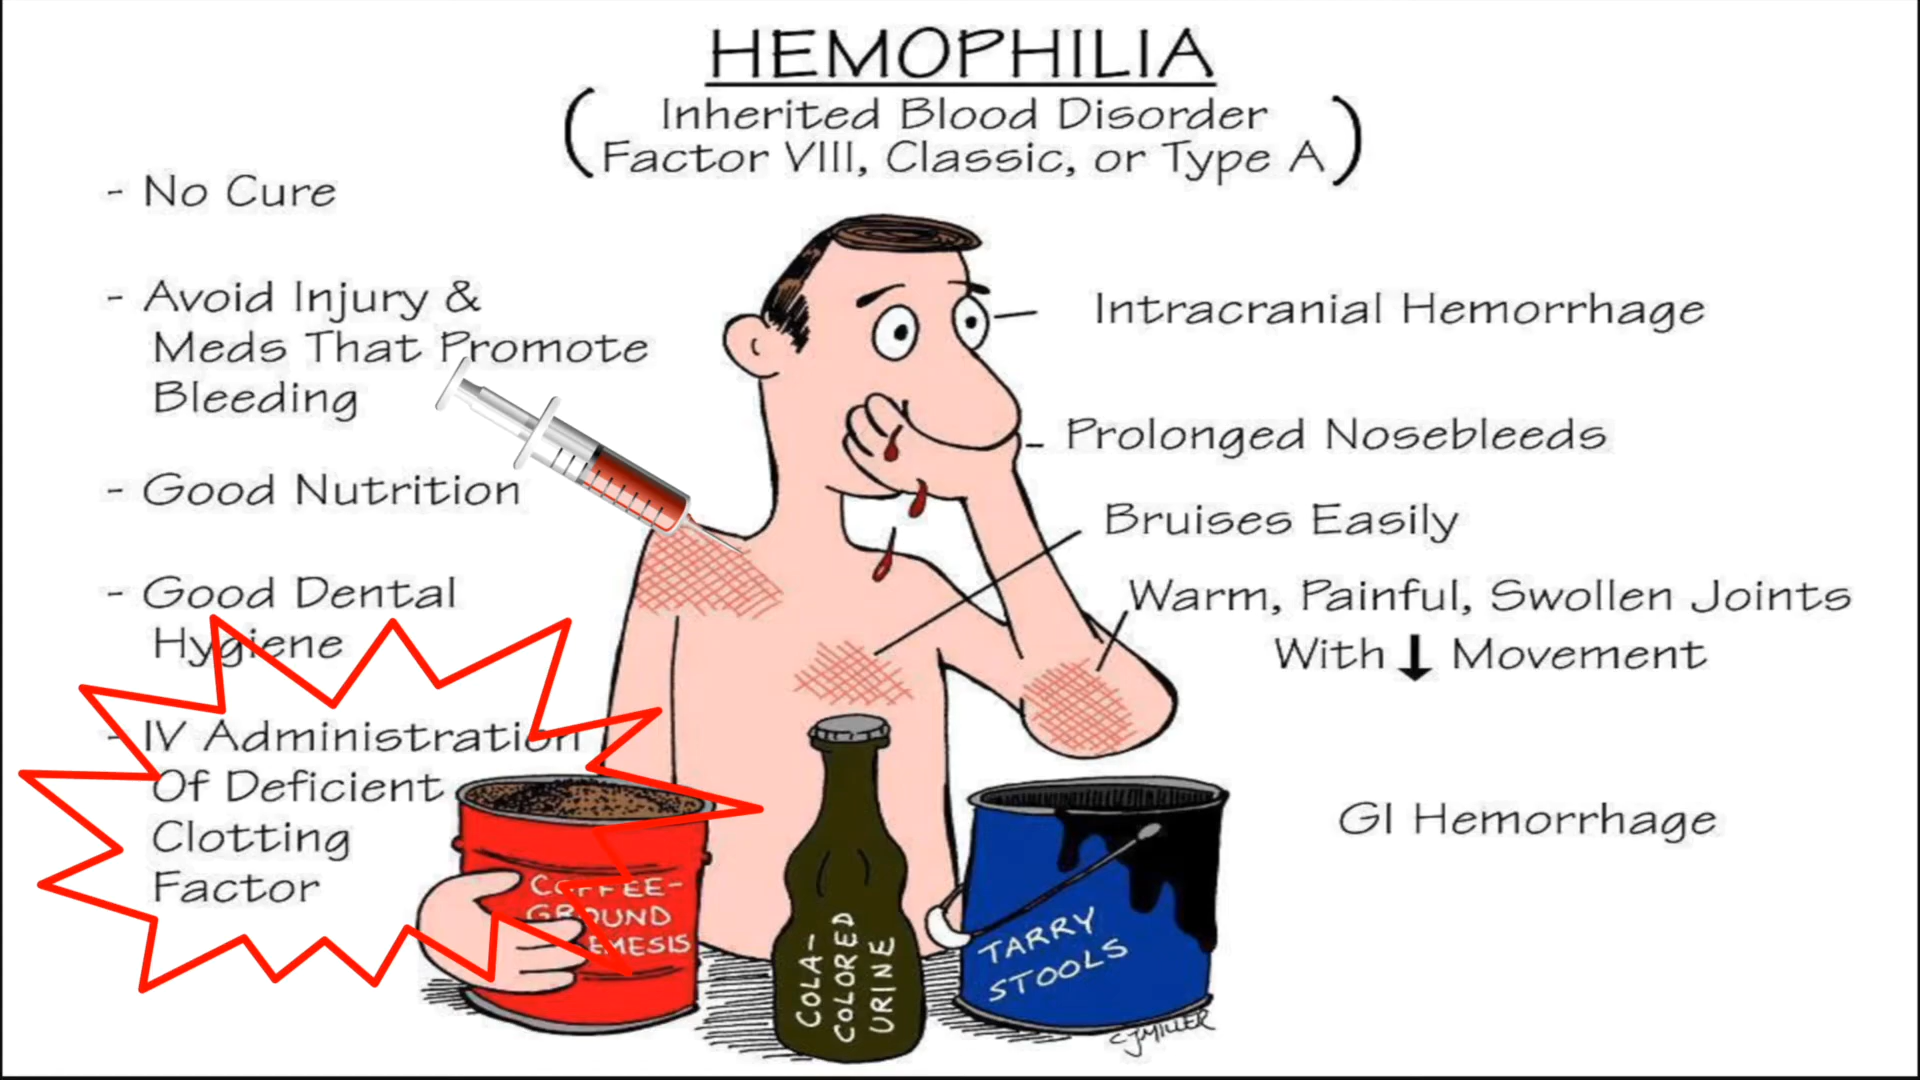 HEMOPHILIA
(Inherited Blood Disorder
Factor VIII, Classic, or Type A)
- No Cure
- Avoid Injury &
Meds That Promote
Bleeding
- Good Nutrition
- Good Dental
Hygiene
- IV Administration
Of Deficient
Clotting
Factor
Intracranial Hemorrhage
Prolonged Nosebleeds
Bruises Easily
Warm, Painful, Swollen Joints
With ↓ Movement
GI Hemorrhage
COFFEE-
GROUND
EMESIS
COLA-
COLORED
URINE
TARRY
STOOLS
CJMILLER